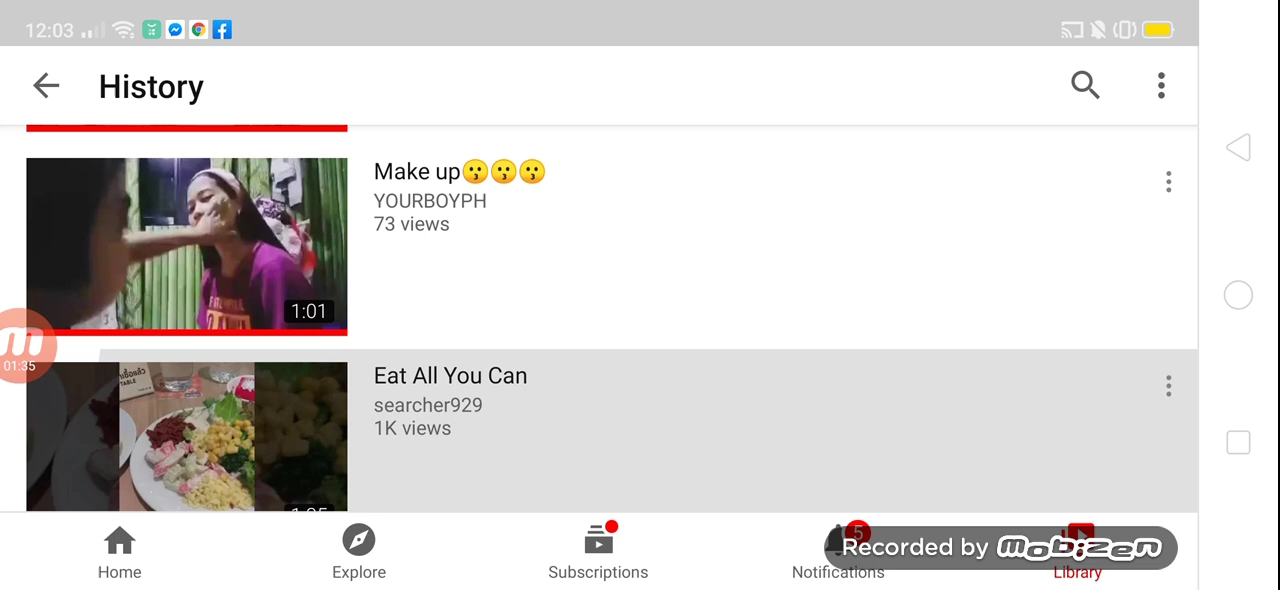 12:03
History
Make up😗😗😗
YOURBOYPH
73 views
1:01
01:35
Eat All You Can
searcher929
1K views
TABLE
Home
Explore
Subscriptions
5
Notifications
Library
Recorded by mobizen